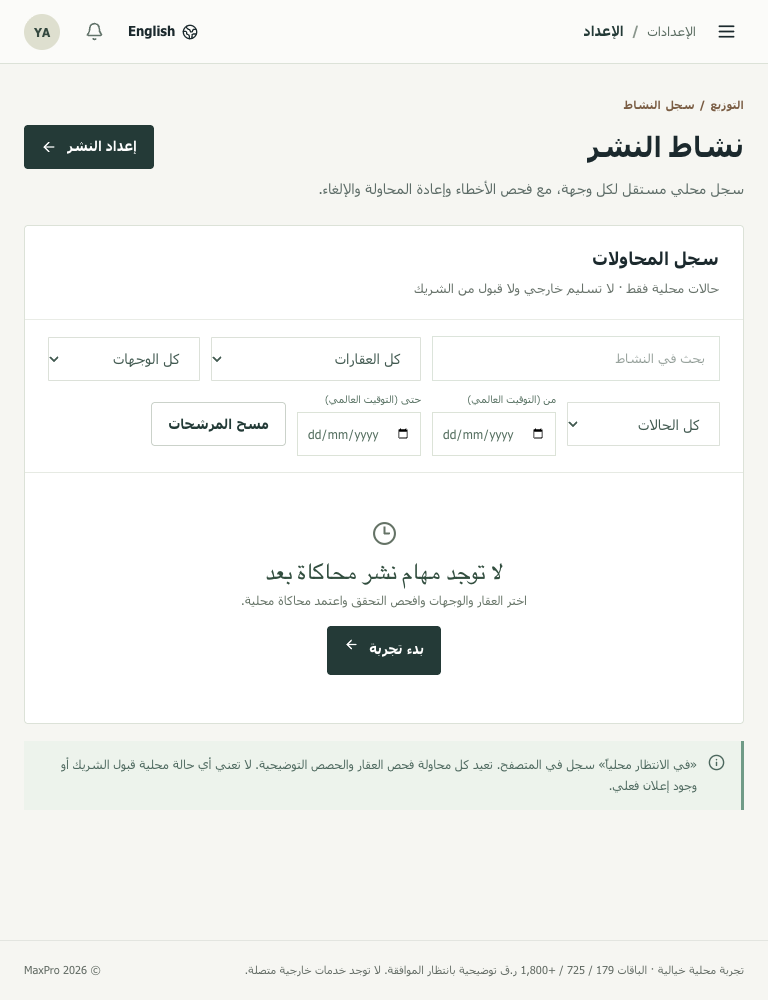 الإعدادات / الإعداد
English
YA
التوزيع / سجل النشاط
نشاط النشر
إعداد النشر
سجل محلي مستقل لكل وجهة، مع فحص الأخطاء وإعادة المحاولة والإلغاء.
سجل المحاولات
حالات محلية فقط · لا تسليم خارجي ولا قبول من الشريك
بحث في النشاط
كل العقارات
كل الوجهات
كل الحالات
من (التوقيت العالمي)
dd/mm/yyyy
حتى (التوقيت العالمي)
dd/mm/yyyy
مسح المرشحات
لا توجد مهام نشر محاكاة بعد
اختر العقار والوجهات وافحص التحقق واعتمد محاكاة محلية.
بدء تجربة
«في الانتظار محلياً» سجل في المتصفح. تعيد كل محاولة فحص العقار والحصص التوضيحية. لا تعني أي حالة محلية قبول الشريك أو
وجود إعلان فعلي.
تجربة محلية خيالية · الباقات 179 / 725 / +1,800 ر.ق توضيحية بانتظار الموافقة. لا توجد خدمات خارجية متصلة.
© 2026 MaxPro